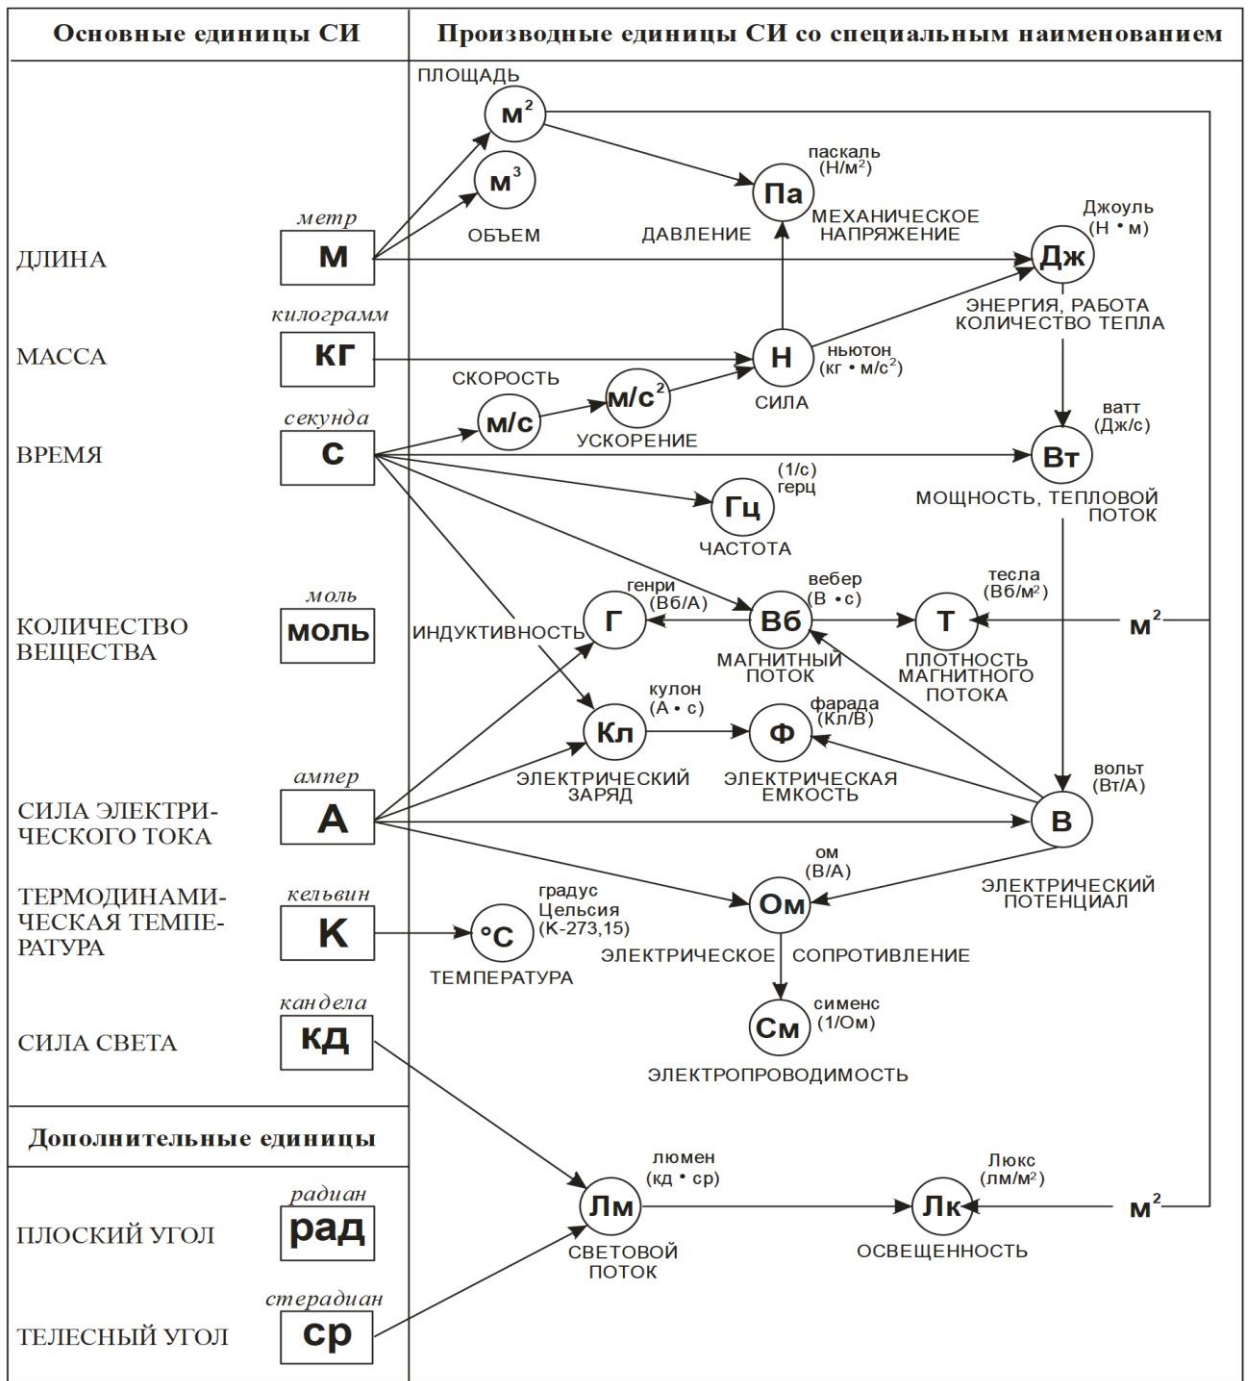 Основные единицы СИ
Производные единицы СИ со специальным наименованием
ПЛОЩАДЬ
м²
м³
ОБЪЕМ
паскаль
(Н/м²)
Па
ДАВЛЕНИЕ
МЕХАНИЧЕСКОЕ
НАПРЯЖЕНИЕ
Джоуль
(Н • м)
Дж
ЭНЕРГИЯ, РАБОТА
КОЛИЧЕСТВО ТЕПЛА
метр
ДЛИНА
м
килограмм
МАССА
кг
Н
ньютон
(кг • м/с²)
СИЛА
СКОРОСТЬ
м/с
м/с²
УСКОРЕНИЕ
секунда
ВРЕМЯ
с
ватт
(Дж/с)
Вт
МОЩНОСТЬ, ТЕПЛОВОЙ
ПОТОК
(1/с)
герц
Гц
ЧАСТОТА
моль
КОЛИЧЕСТВО
ВЕЩЕСТВА
моль
ИНДУКТИВНОСТЬ
генри
(Вб/А)
Г
вебер
(В • с)
Вб
МАГНИТНЫЙ
ПОТОК
тесла
(Вб/м²)
Т
ПЛОТНОСТЬ
МАГНИТНОГО
ПОТОКА
м²
кулон
(А • с)
Кл
ЭЛЕКТРИЧЕСКИЙ
ЗАРЯД
фарада
(Кл/В)
Ф
ЭЛЕКТРИЧЕСКАЯ
ЕМКОСТЬ
ампер
СИЛА ЭЛЕКТРИ-
ЧЕСКОГО ТОКА
А
вольт
(Вт/А)
В
ЭЛЕКТРИЧЕСКИЙ
ПОТЕНЦИАЛ
ом
(В/А)
Ом
ЭЛЕКТРИЧЕСКОЕ СОПРОТИВЛЕНИЕ
кельвин
ТЕРМОДИНАМИ-
ЧЕСКАЯ ТЕМПЕ-
РАТУРА
К
градус
Цельсия
(К-273,15)
°С
ТЕМПЕРАТУРА
сименс
(1/Ом)
См
ЭЛЕКТРОПРОВОДИМОСТЬ
кандела
СИЛА СВЕТА
кд
Дополнительные единицы
радиан
ПЛОСКИЙ УГОЛ
рад
люмен
(кд • ср)
Лм
СВЕТОВОЙ
ПОТОК
Люкс
(лм/м²)
Лк
ОСВЕЩЕННОСТЬ
м²
стерадиан
ТЕЛЕСНЫЙ УГОЛ
ср